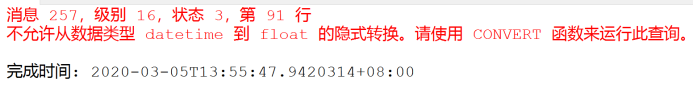 消息 257，级别 16，状态 3，第 91 行
不允许从数据类型 datetime 到 float 的隐式转换。请使用 CONVERT 函数来运行此查询。
完成时间: 2020-03-05T13:55:47.9420314+08:00